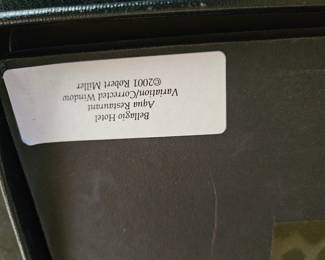 Bellagio Hotel
Aqua Restaurant
Variation/Corrected Window
©2001 Robert Miller